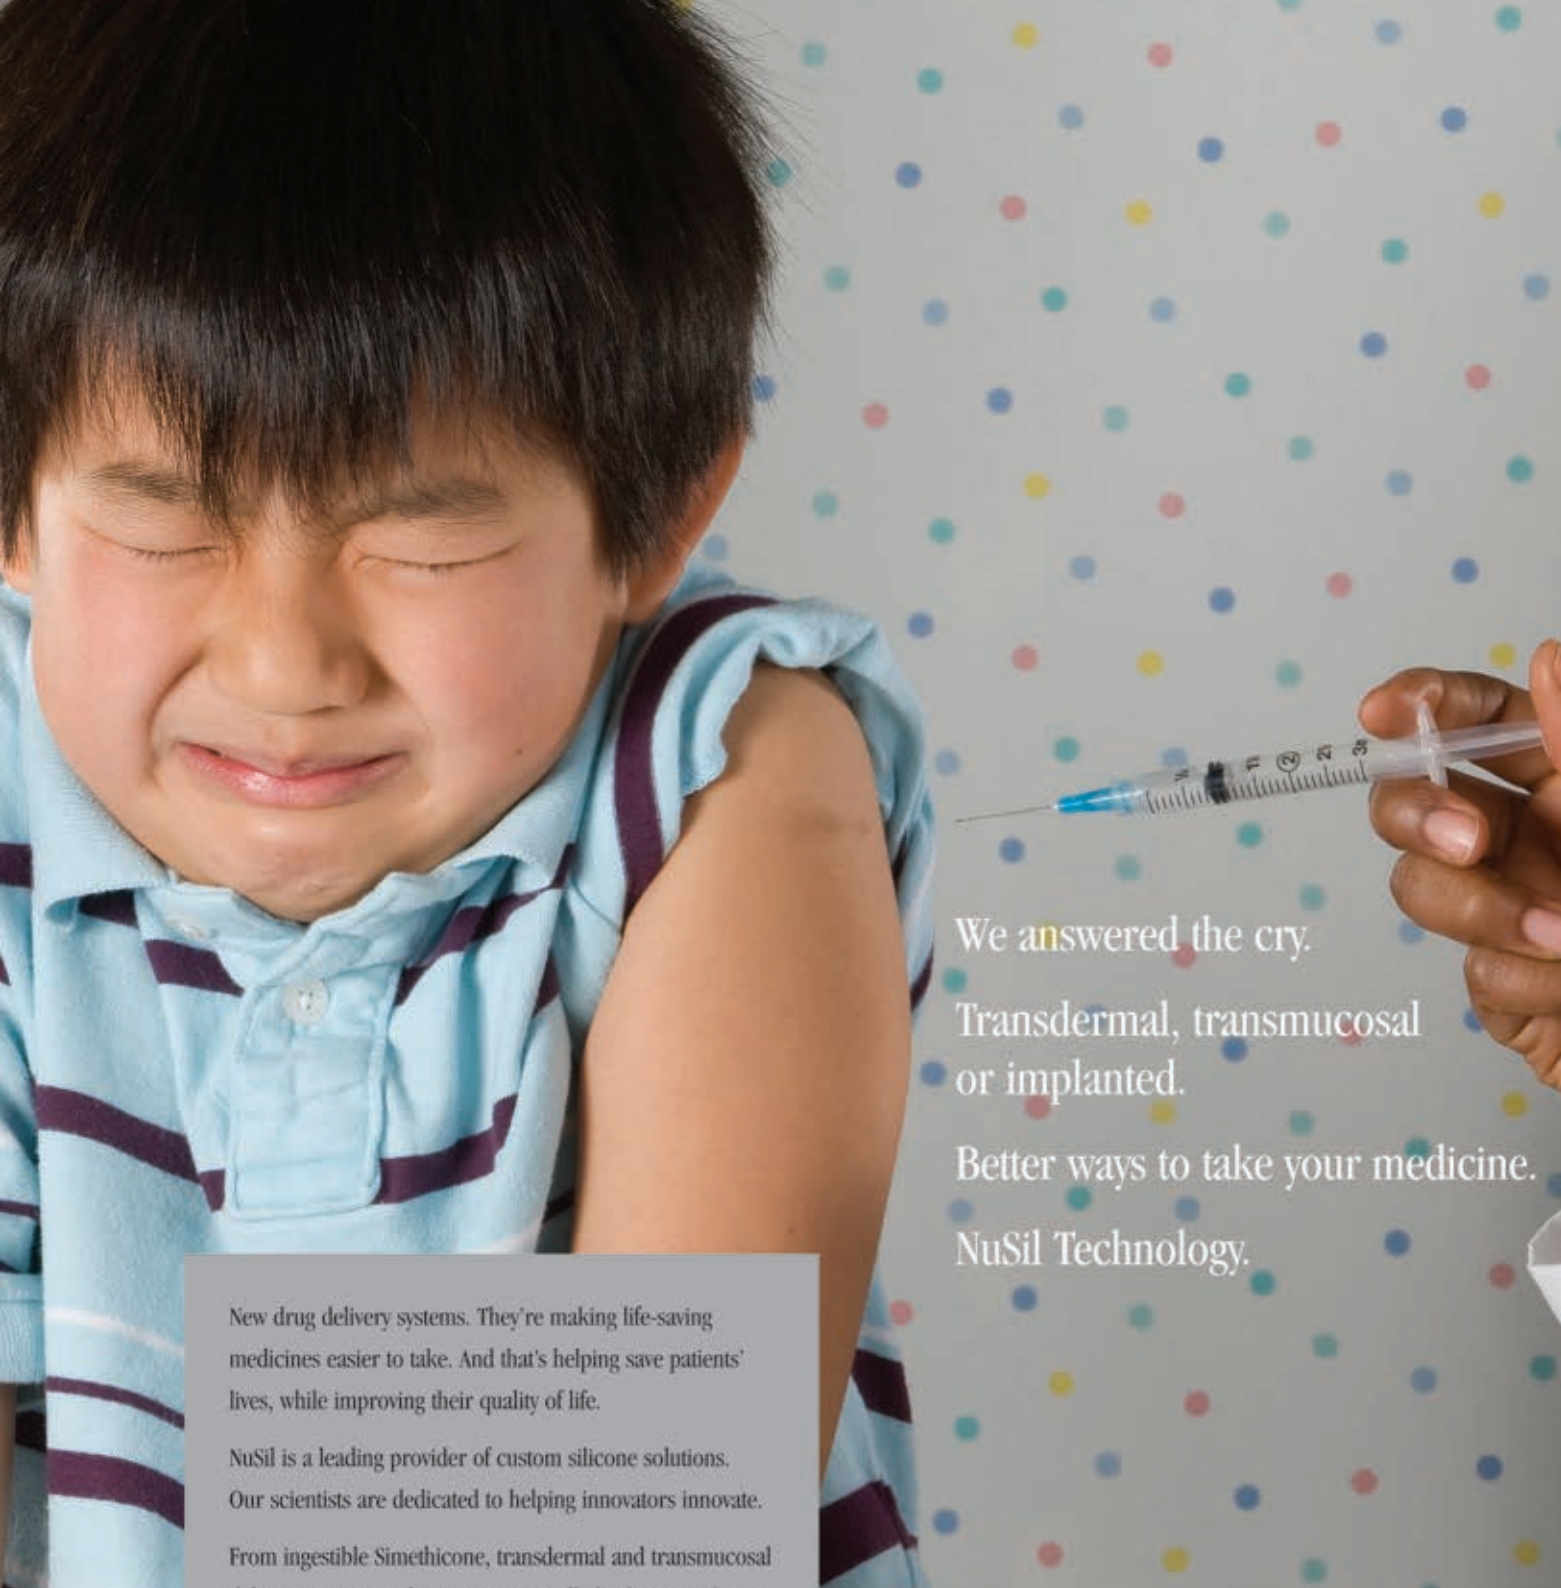 We answered the cry.
Transdermal, transmucosal
or implanted.
Better ways to take your medicine.
NuSil Technology.
New drug delivery systems. They're making life-saving
medicines easier to take. And that's helping save patients'
lives, while improving their quality of life.
NuSil is a leading provider of custom silicone solutions.
Our scientists are dedicated to helping innovators innovate.
From ingestible Simethicone, transdermal and transmucosal